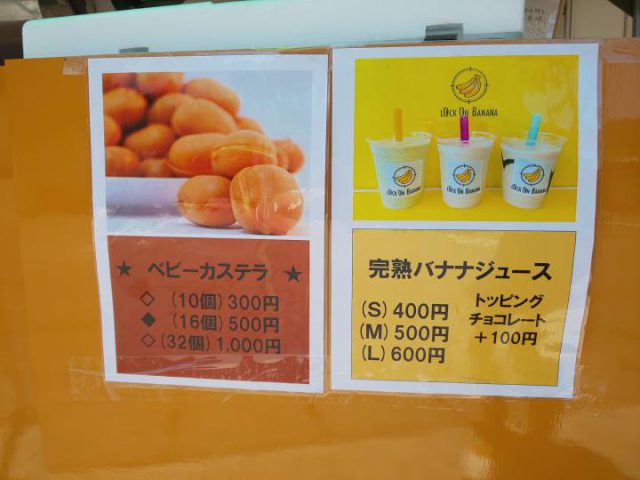 ★ ベビーカステラ ★
◇ (10個) 300円
◆ (16個) 500円
◇ (32個) 1,000円
LOCK ON BANANA
LOCK ON BANANA
LOCK ON BANANA
LOCK ON BANANA
完熟バナナジュース
(S) 400円
(M) 500円
(L) 600円
トッピング
チョコレート
+100円